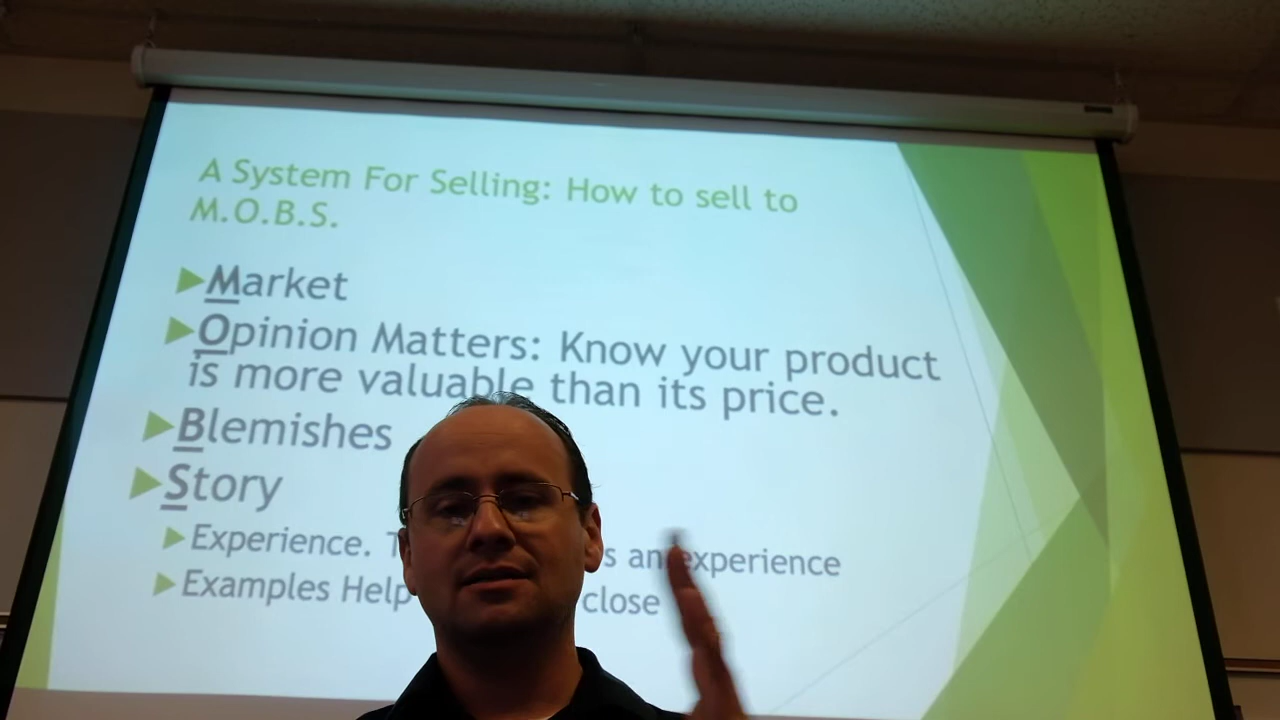 A System For Selling: How to sell to
M.O.B.S.
Market
Opinion Matters: Know your product
is more valuable than its price.
Blemishes
Story
Experience. an experience
Examples Help close